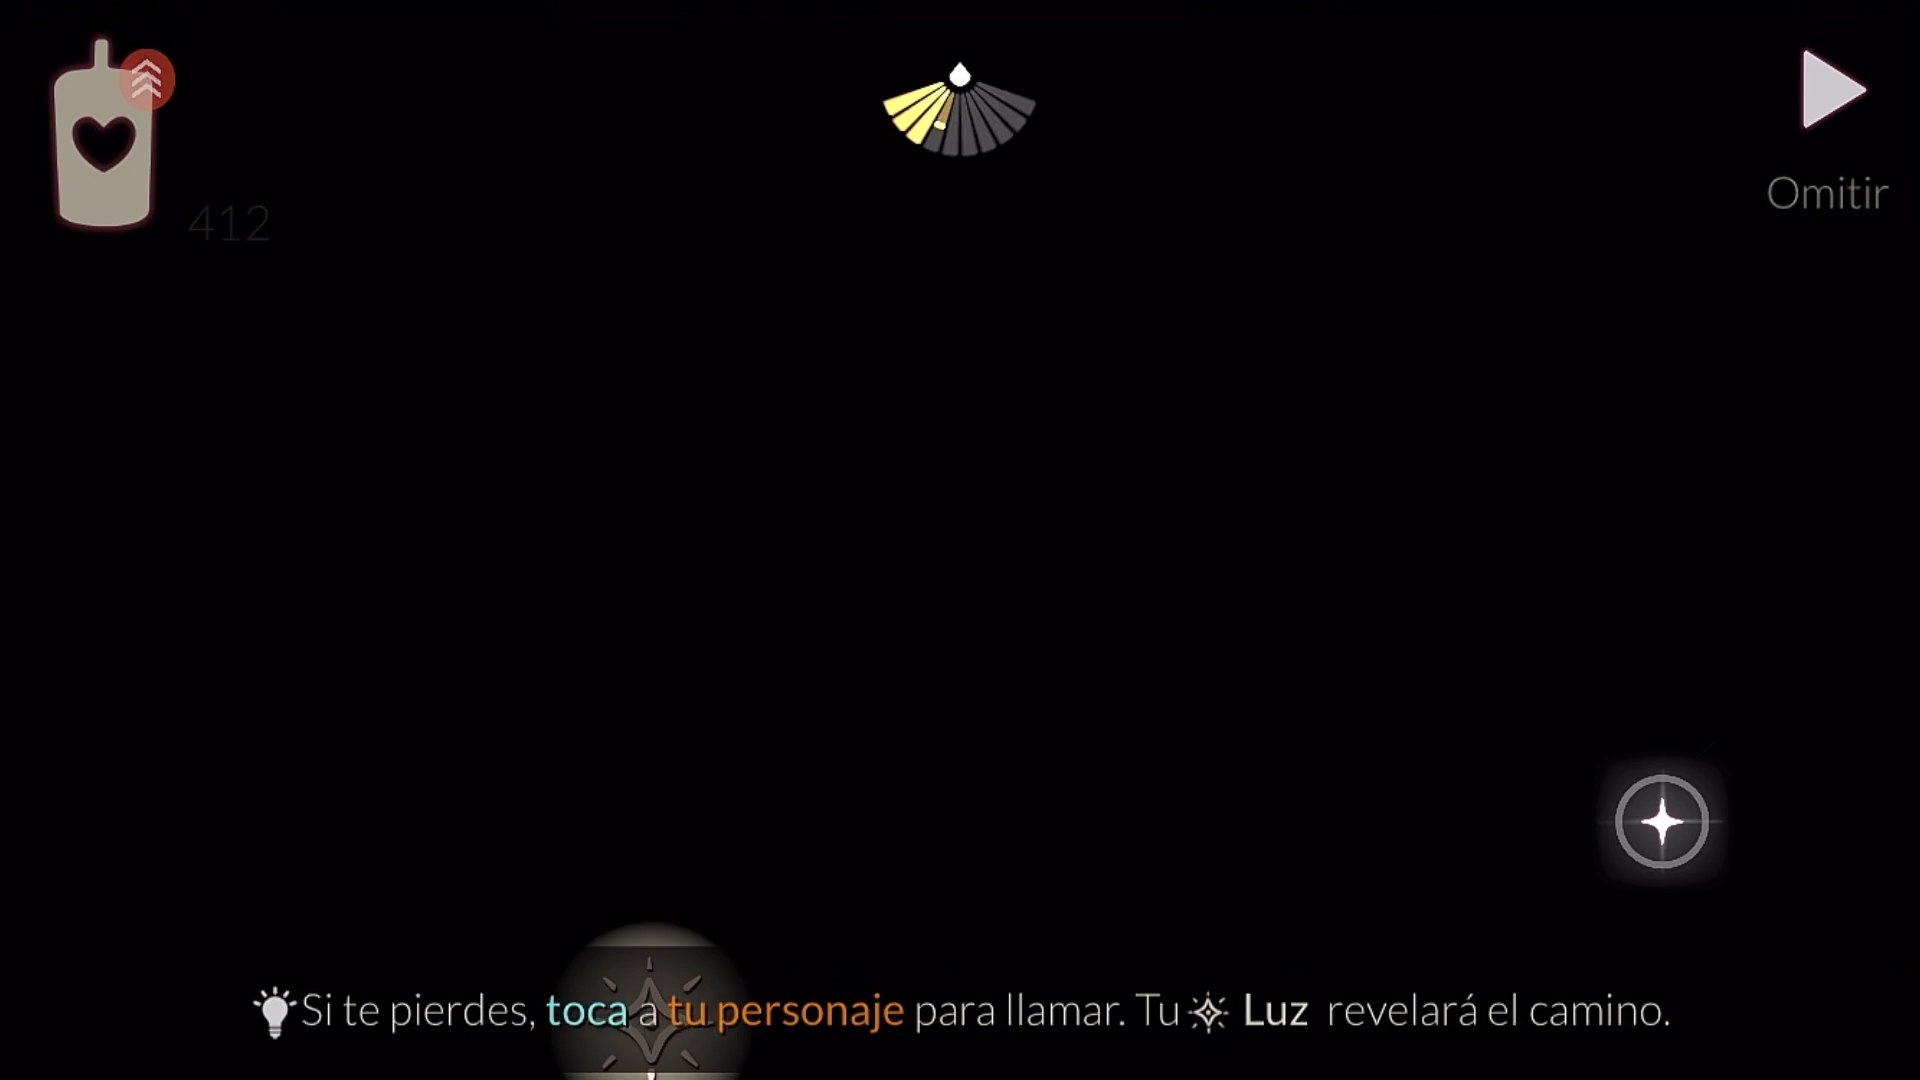 412
Omitir
Si te pierdes, toca a tu personaje para llamar. Tu Luz revelará el camino.